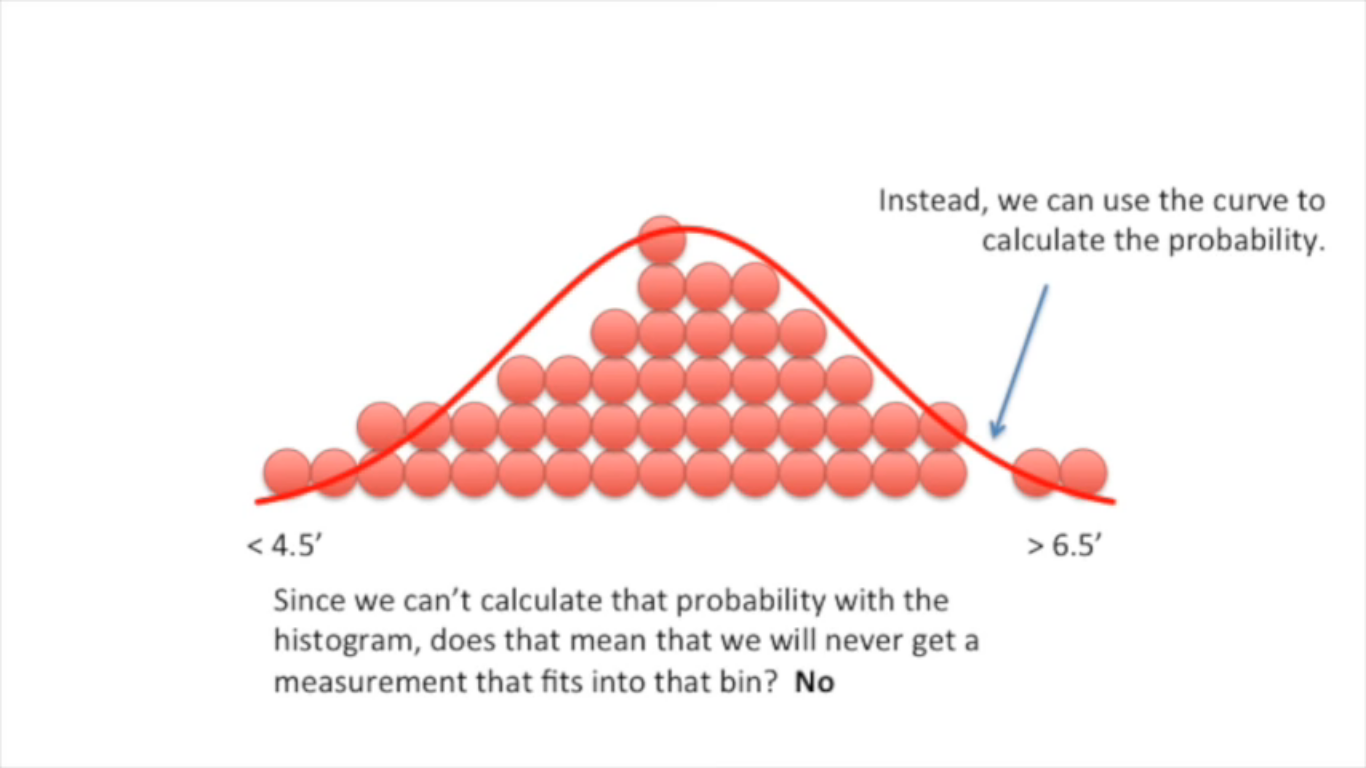 Instead, we can use the curve to
calculate the probability.
< 4.5′
> 6.5′
Since we can’t calculate that probability with the
histogram, does that mean that we will never get a
measurement that fits into that bin? No